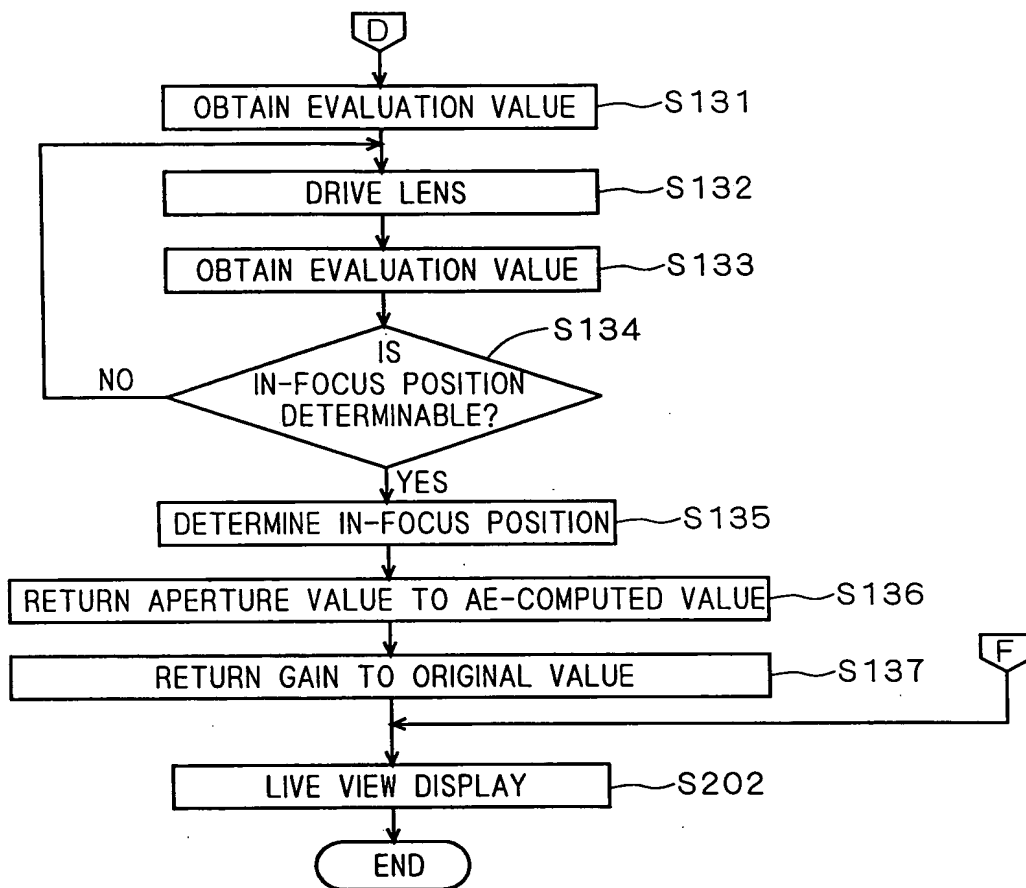 D
OBTAIN EVALUATION VALUE S131
DRIVE LENS S132
OBTAIN EVALUATION VALUE S133
S134
IS
IN-FOCUS POSITION
DETERMINABLE?
NO
YES
DETERMINE IN-FOCUS POSITION S135
RETURN APERTURE VALUE TO AE-COMPUTED VALUE S136
F
RETURN GAIN TO ORIGINAL VALUE S137
LIVE VIEW DISPLAY S202
END